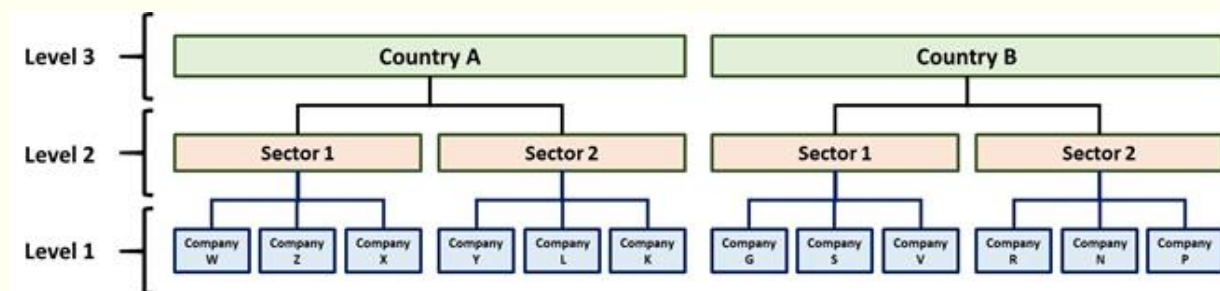 Level 3
Country A
Country B
Level 2
Sector 1
Sector 2
Sector 1
Sector 2
Level 1
Company
W
Company
Z
Company
X
Company
Y
Company
L
Company
K
Company
G
Company
S
Company
V
Company
R
Company
N
Company
P